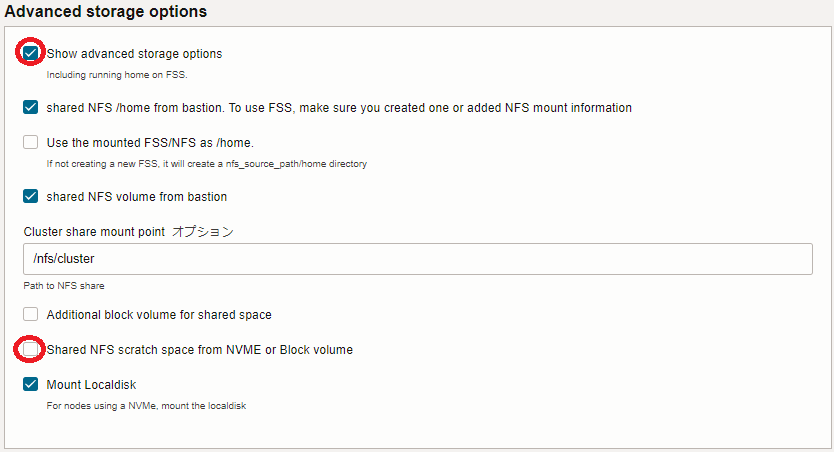 Advanced storage options
Show advanced storage options
Including running home on FSS.
shared NFS /home from bastion. To use FSS, make sure you created one or added NFS mount information
Use the mounted FSS/NFS as /home.
If not creating a new FSS, it will create a nfs_source_path/home directory
shared NFS volume from bastion
Cluster share mount point オプション
/nfs/cluster
Path to NFS share
Additional block volume for shared space
Shared NFS scratch space from NVME or Block volume
Mount Localdisk
For nodes using a NVMe, mount the localdisk